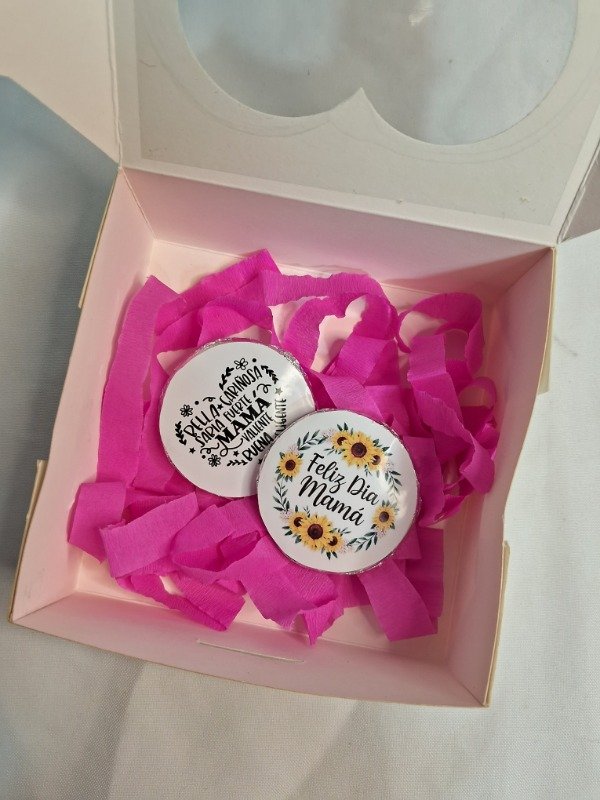 BELLA CARIÑOSA
SABIA FUERTE
MAMÁ
VALIENTE
BUENA
Feliz Dia
Mamá